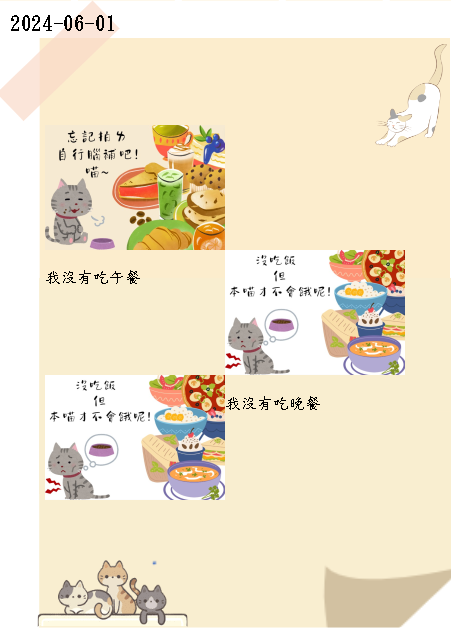 2024-06-01
忘記拍ㄌ
自行腦補吧!
喵~
我沒有吃午餐
沒吃飯
但
本喵才不會餓呢!
沒吃飯
但
本喵才不會餓呢!
我沒有吃晚餐